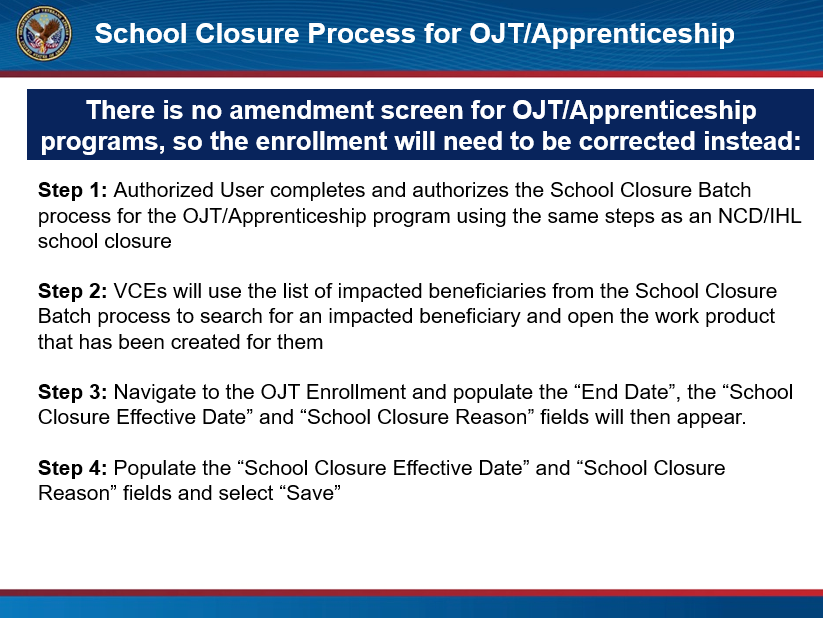 School Closure Process for OJT/Apprenticeship
There is no amendment screen for OJT/Apprenticeship
programs, so the enrollment will need to be corrected instead:
Step 1: Authorized User completes and authorizes the School Closure Batch
process for the OJT/Apprenticeship program using the same steps as an NCD/IHL
school closure
Step 2: VCEs will use the list of impacted beneficiaries from the School Closure
Batch process to search for an impacted beneficiary and open the work product
that has been created for them
Step 3: Navigate to the OJT Enrollment and populate the “End Date”, the “School
Closure Effective Date” and “School Closure Reason” fields will then appear.
Step 4: Populate the “School Closure Effective Date” and “School Closure
Reason” fields and select “Save”